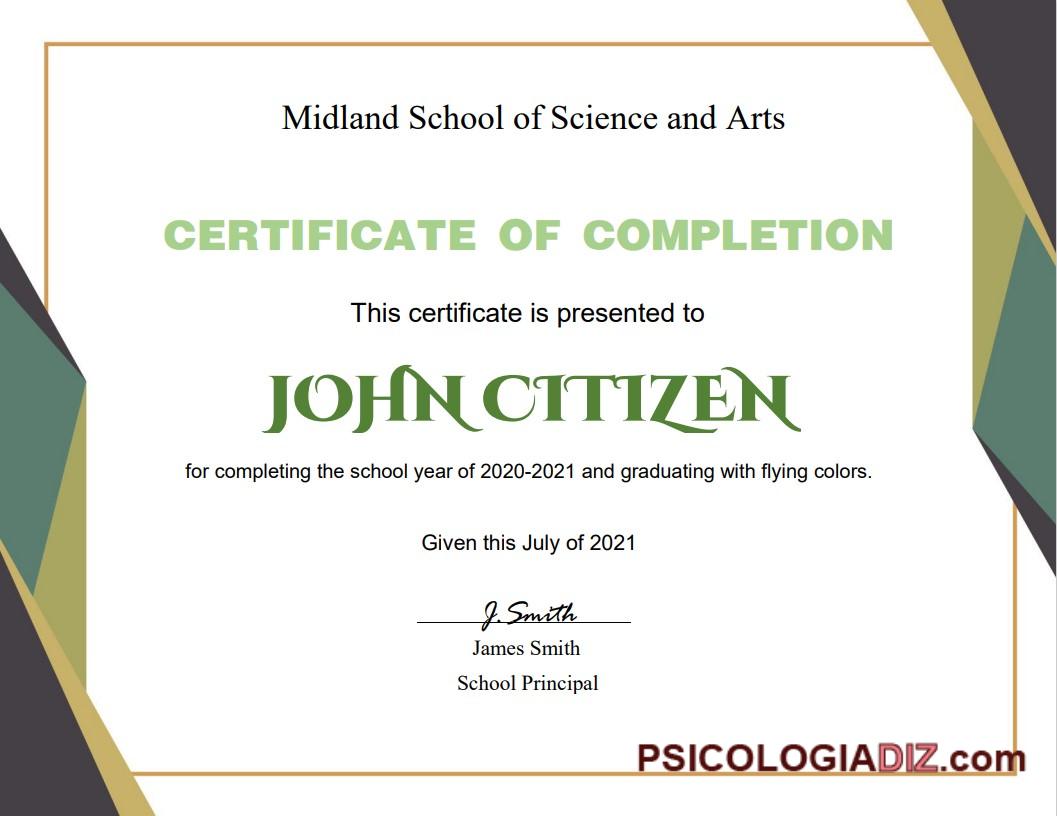 Midland School of Science and Arts
CERTIFICATE OF COMPLETION
This certificate is presented to
JOHN CITIZEN
for completing the school year of 2020-2021 and graduating with flying colors.
Given this July of 2021
J. Smith
James Smith
School Principal
PSICOLOGIADIZ.com